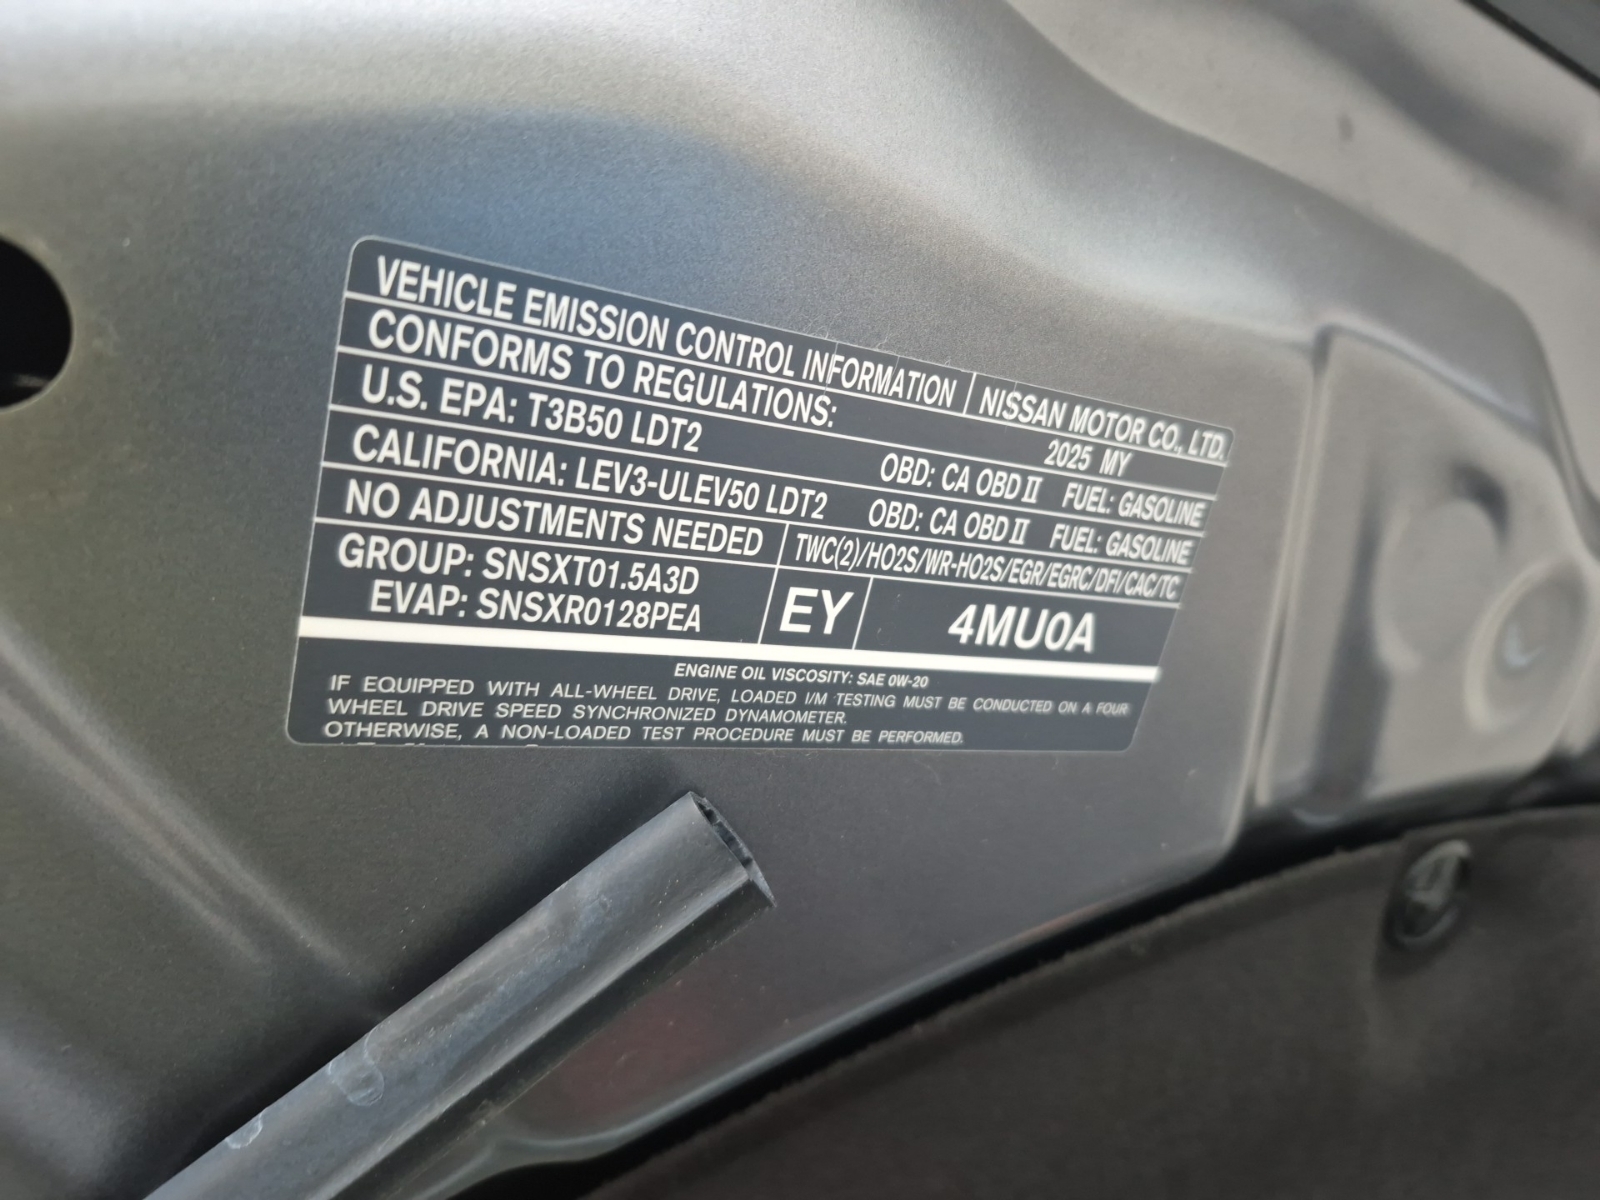 VEHICLE EMISSION CONTROL INFORMATION NISSAN MOTOR CO., LTD.
CONFORMS TO REGULATIONS: 2025 MY
U.S. EPA: T3B50 LDT2 OBD: CA OBD II FUEL: GASOLINE
CALIFORNIA: LEV3-ULEV50 LDT2 OBD: CA OBD II FUEL: GASOLINE
NO ADJUSTMENTS NEEDED TWC(2)/HO2S/WR-HO2S/EGR/EGRC/DFI/CAC/TC
GROUP: SNSXT01.5A3D
EVAP: SNSXR0128PEA
EY 4MU0A
ENGINE OIL VISCOSITY: SAE 0W-20
IF EQUIPPED WITH ALL-WHEEL DRIVE, LOADED I/M TESTING MUST BE CONDUCTED ON A FOUR
WHEEL DRIVE SPEED SYNCHRONIZED DYNAMOMETER.
OTHERWISE, A NON-LOADED TEST PROCEDURE MUST BE PERFORMED.